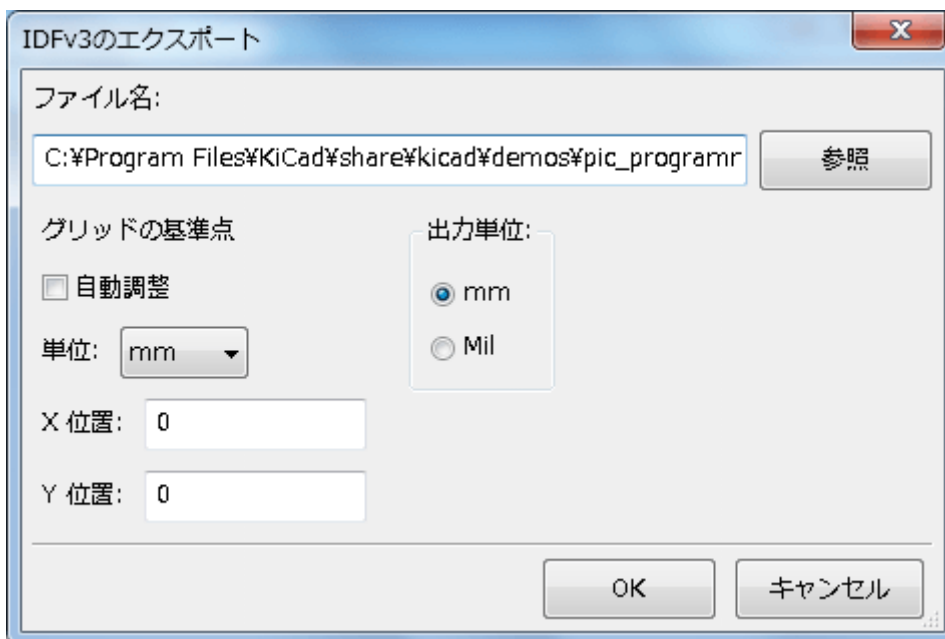 IDFv3のエクスポート
ファイル名:
C:¥Program Files¥KiCad¥share¥kicad¥demos¥pic_programr
参照
グリッドの基準点
出力単位:
自動調整
mm
単位: mm
Mil
X 位置: 0
Y 位置: 0
OK
キャンセル